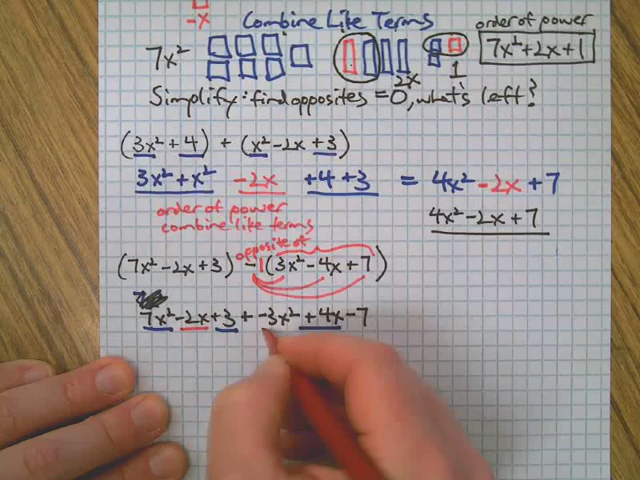 -x
Combine Like Terms
order of power
7x²
2x
1
7x²+2x+1
Simplify: find opposites = 0, what's left?
(3x² + 4) + (x² - 2x + 3)
3x² + x² -2x +4 +3 = 4x² -2x +7
order of power
combine like terms
4x² - 2x + 7
opposite of
(7x² - 2x + 3) - 1(3x² - 4x + 7)
7x² - 2x + 3 + -3x² + 4x - 7